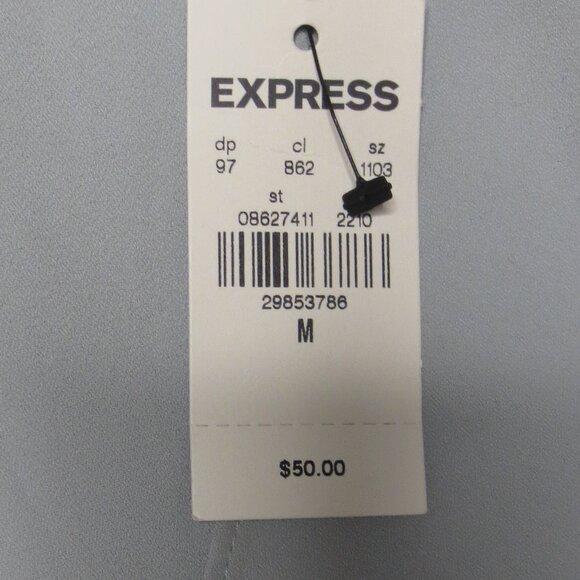 EXPRESS
dp cl sz
97 862 1103
st
08627411 2210
29853786
M
$50.00